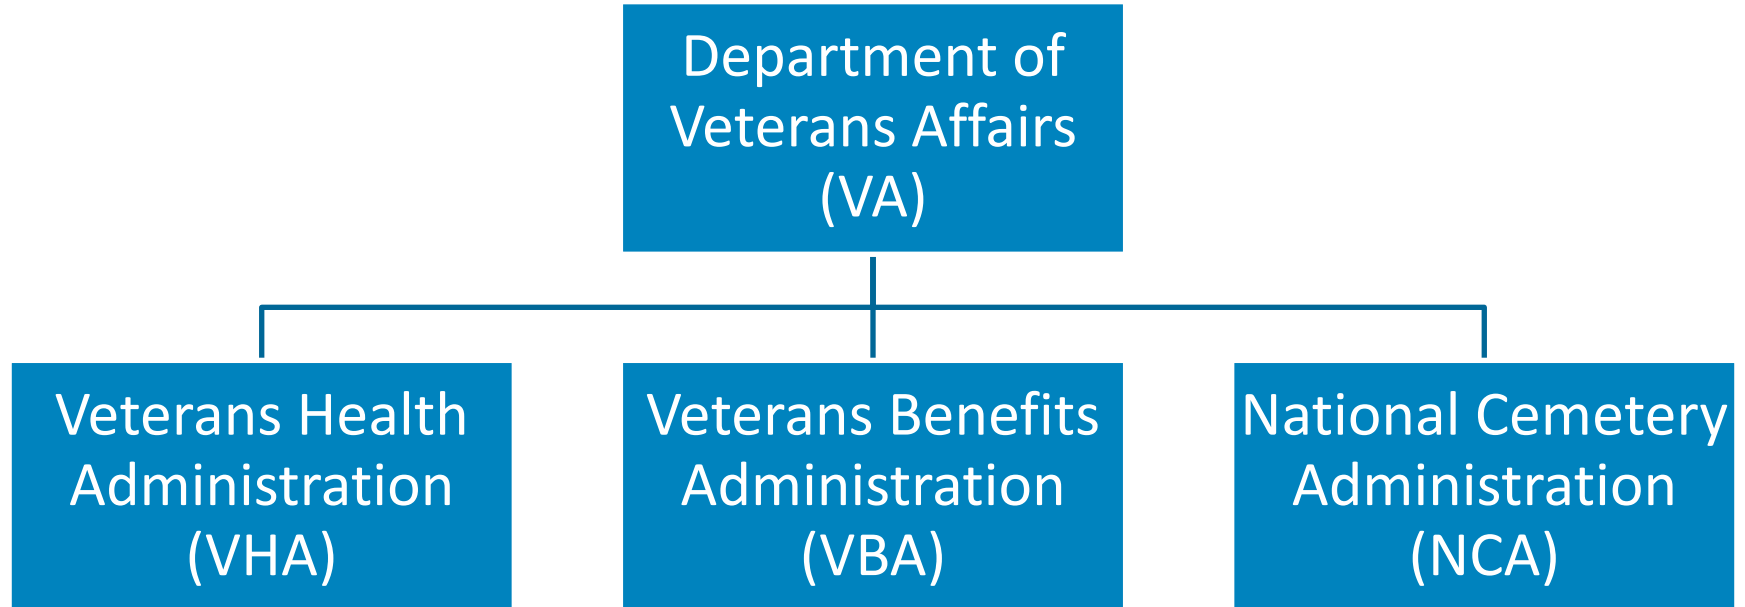 Department of
Veterans Affairs
(VA)
Veterans Health
Administration
(VHA)
Veterans Benefits
Administration
(VBA)
National Cemetery
Administration
(NCA)